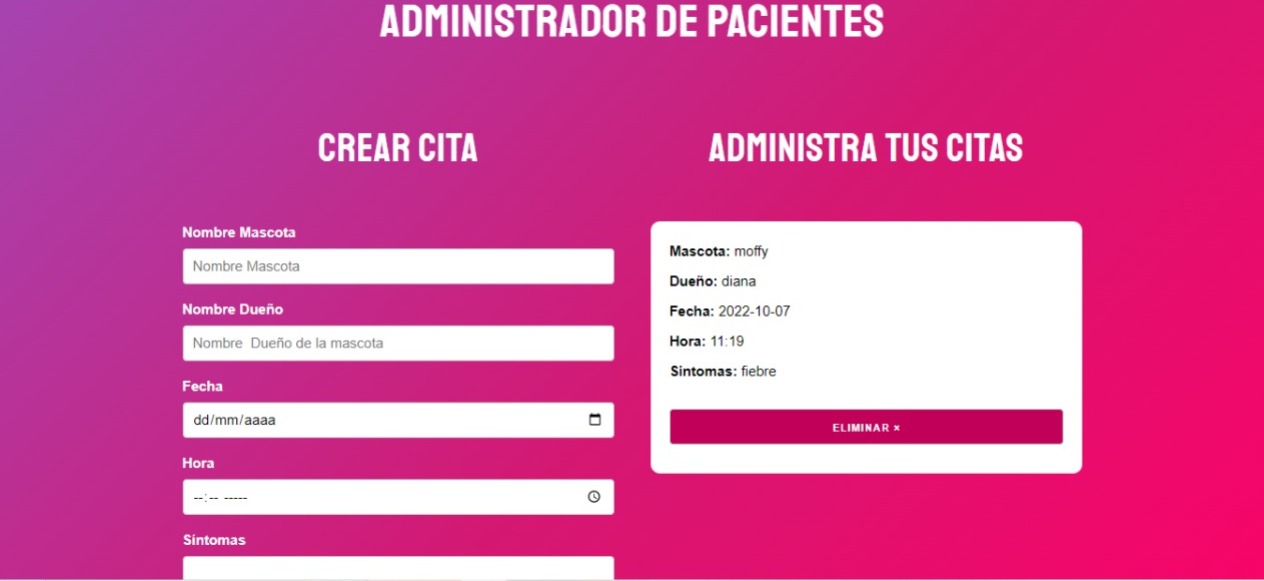 ADMINISTRADOR DE PACIENTES
CREAR CITA
Nombre Mascota
Nombre Mascota
Nombre Dueño
Nombre  Dueño de la mascota
Fecha
dd/mm/aaaa
Hora
--:-- -----
Síntomas
ADMINISTRA TUS CITAS
Mascota: moffy
Dueño: diana
Fecha: 2022-10-07
Hora: 11:19
Sintomas: fiebre
ELIMINAR ×